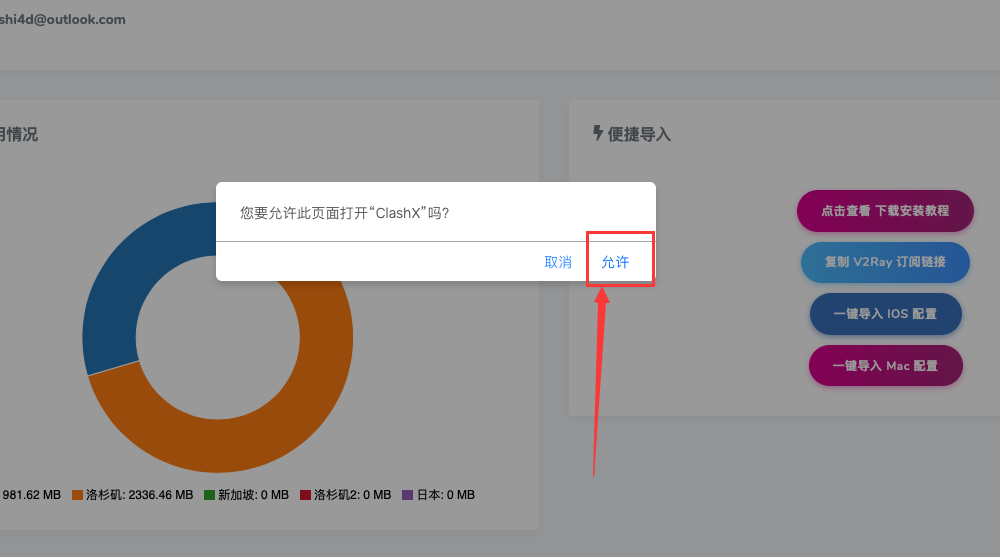 shi4d@outlook.com
用情况
便捷导入
您要允许此页面打开“ClashX”吗？
取消
允许
点击查看 下载安装教程
复制 V2Ray 订阅链接
一键导入 IOS 配置
一键导入 Mac 配置
981.62 MB 洛杉矶: 2336.46 MB 新加坡: 0 MB 洛杉矶2: 0 MB 日本: 0 MB